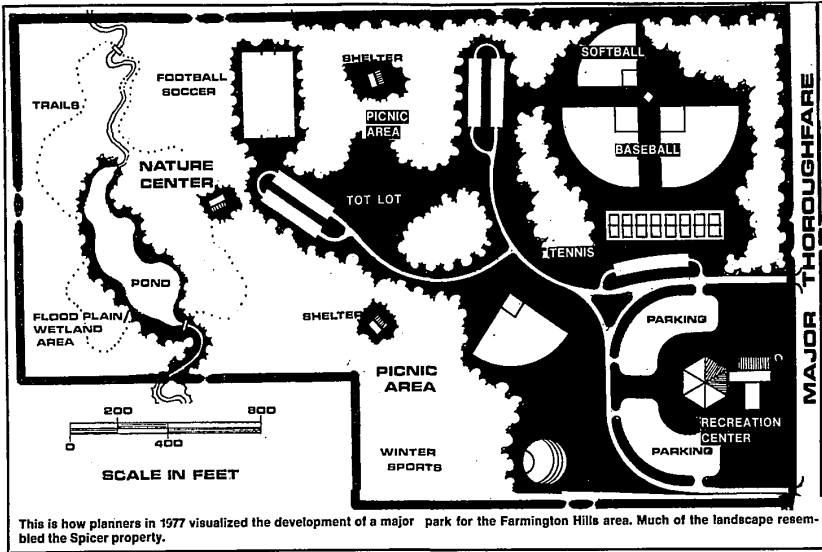 SOFTBALL
SHELTER
FOOTBALL
SOCCER
TRAILS
PICNIC
AREA
BASEBALL
NATURE
CENTER
TOT LOT
TENNIS
POND
FLOOD PLAIN/
WETLAND
AREA
SHELTER
PARKING
MAJOR THOROUGHFARE
PICNIC
AREA
RECREATION
CENTER
PARKING
WINTER
SPORTS
200 800
0 400
SCALE IN FEET
This is how planners in 1977 visualized the development of a major park for the Farmington Hills area. Much of the landscape resem-
bled the Spicer property.